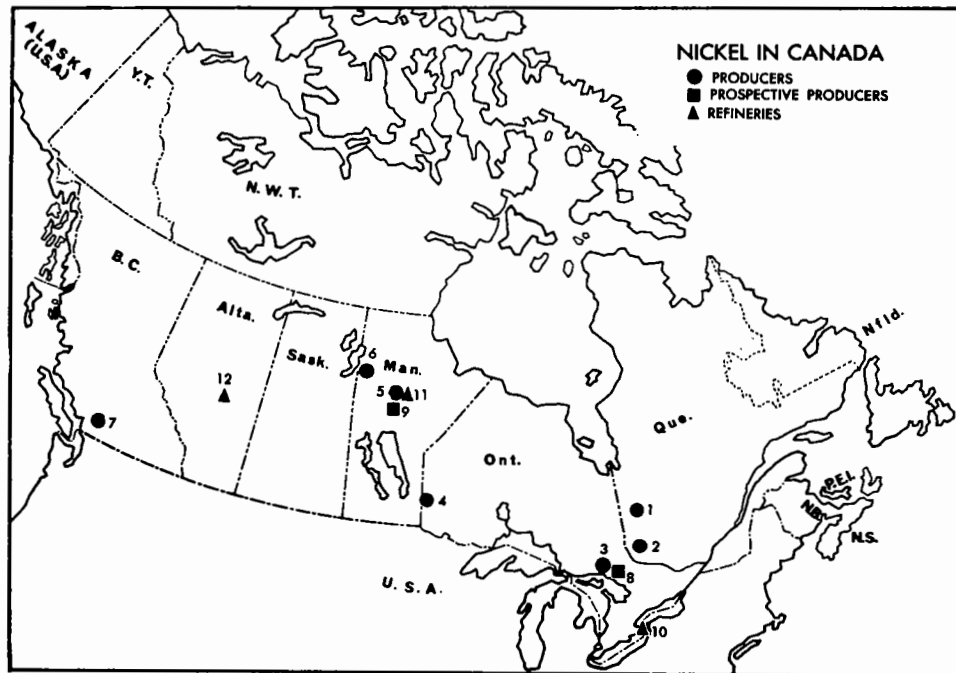 NICKEL IN CANADA
PRODUCERS
PROSPECTIVE PRODUCERS
REFINERIES
ALASKA
(U.S.A)
Y.T.
N.W.T.
B.C.
Alta.
Sask.
Man.
Ont.
Que.
Nfld.
P.E.I.
N.B.
N.S.
U.S.A.
6
5
11
9
12
7
4
1
2
3
8
10